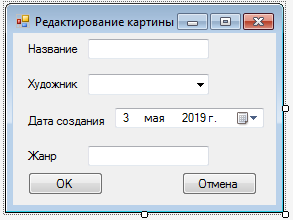 Редактирование картины
Название
Художник
Дата создания 3 мая 2019 г.
Жанр
OK Отмена